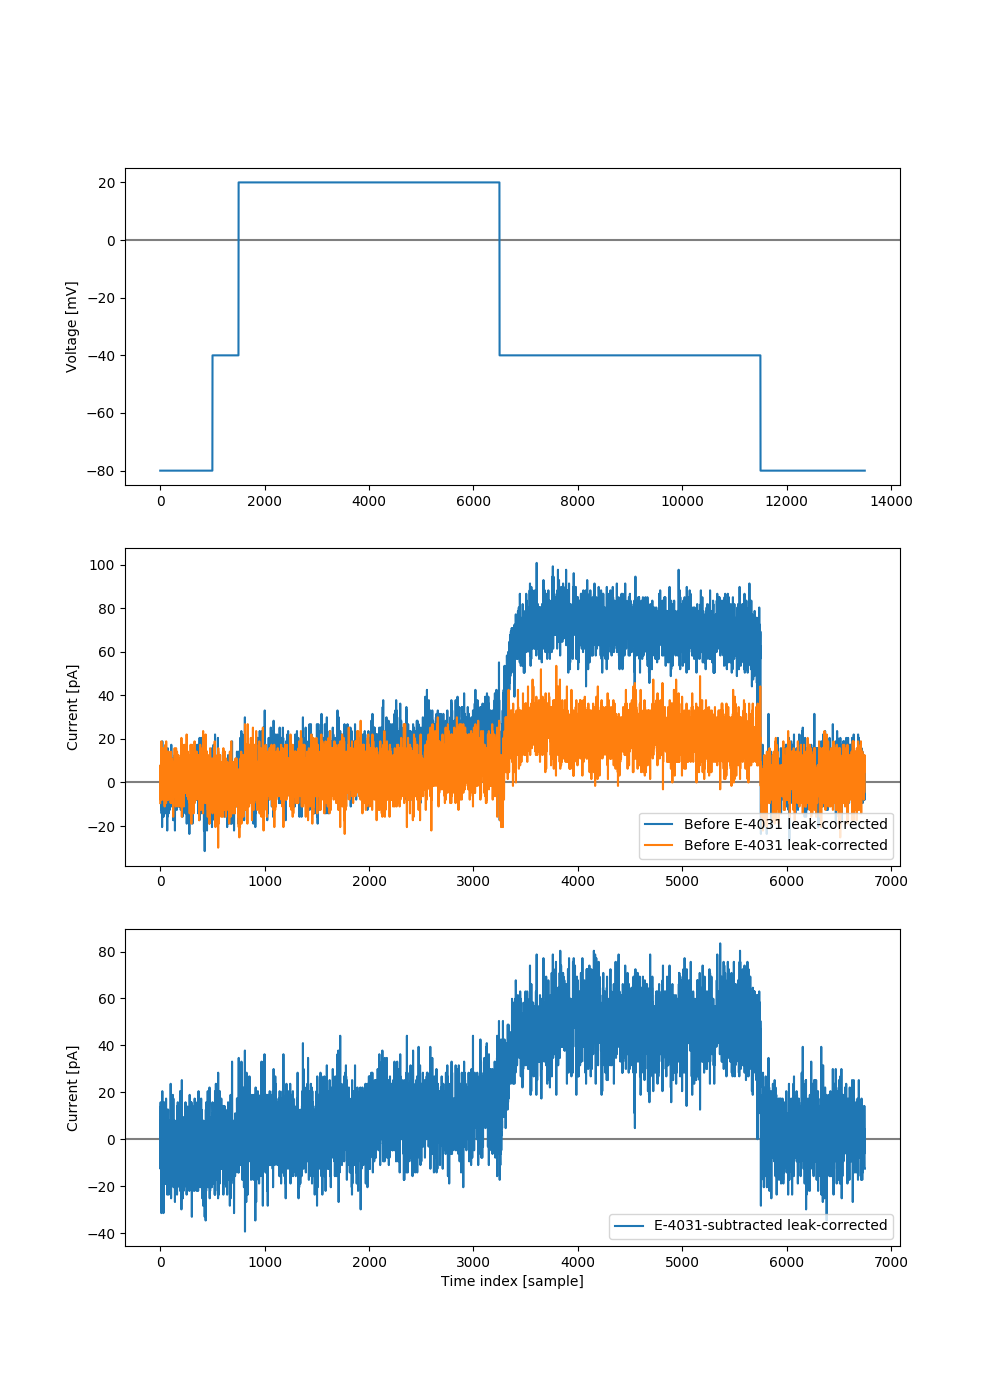 20
0
−20
−40
−60
−80
Voltage [mV]
0 2000 4000 6000 8000 10000 12000 14000
100
80
60
40
20
0
−20
Current [pA]
Before E-4031 leak-corrected
Before E-4031 leak-corrected
0 1000 2000 3000 4000 5000 6000 7000
80
60
40
20
0
−20
−40
Current [pA]
E-4031-subtracted leak-corrected
0 1000 2000 3000 4000 5000 6000 7000
Time index [sample]